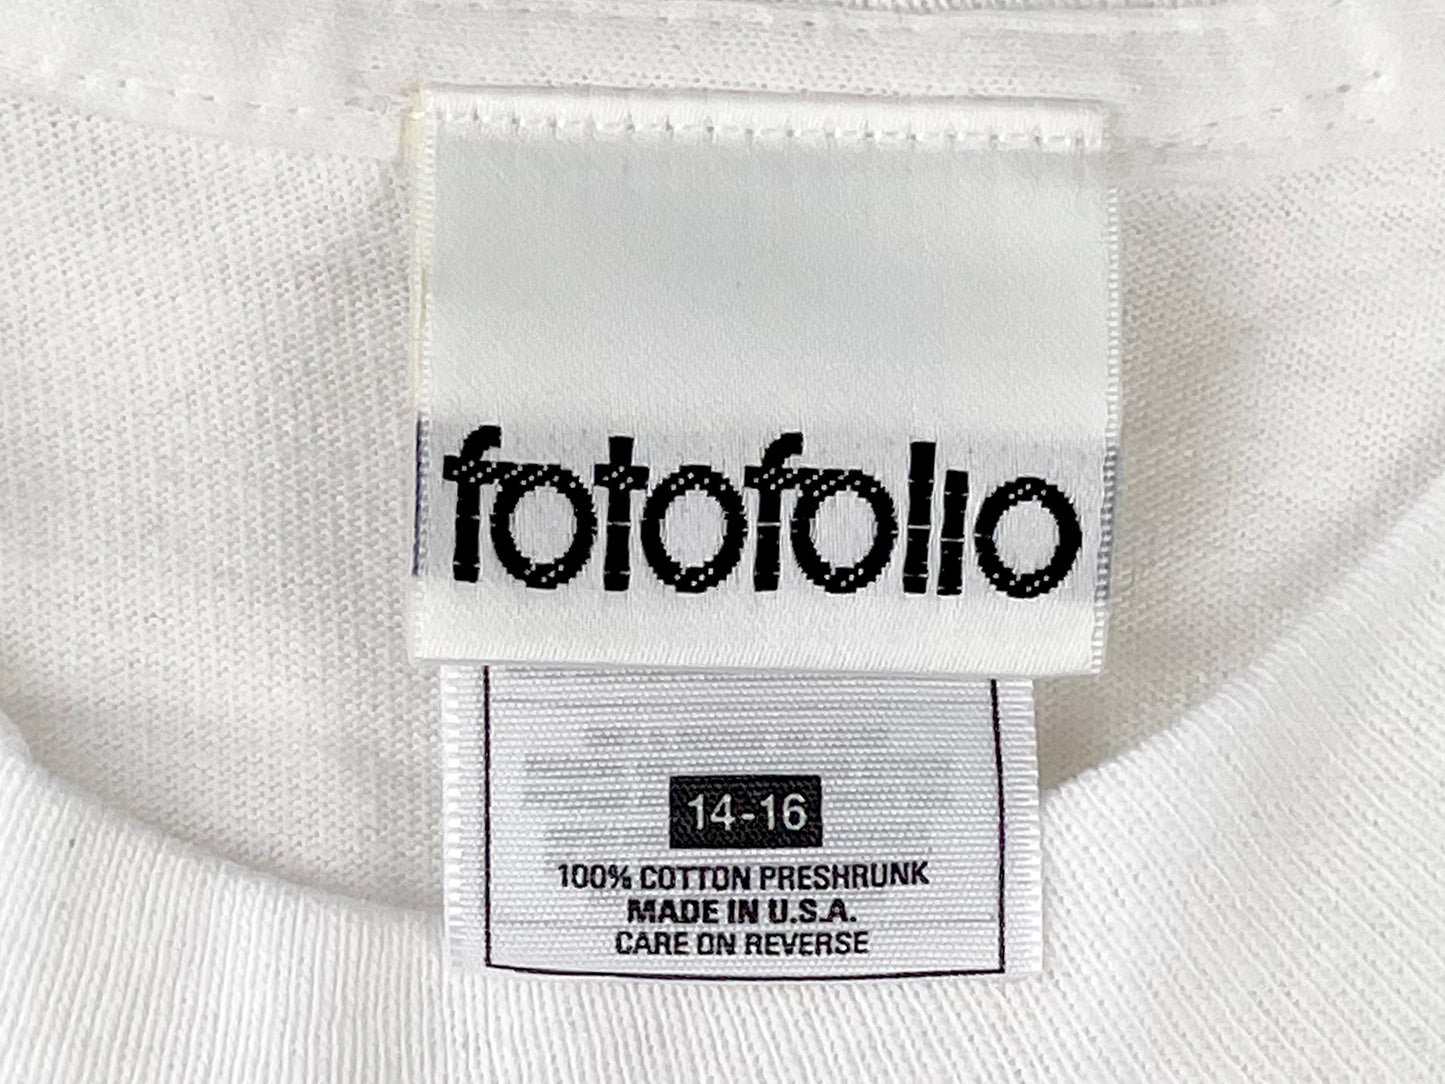 fotofolio
14-16
100% COTTON PRESHRUNK
MADE IN U.S.A.
CARE ON REVERSE